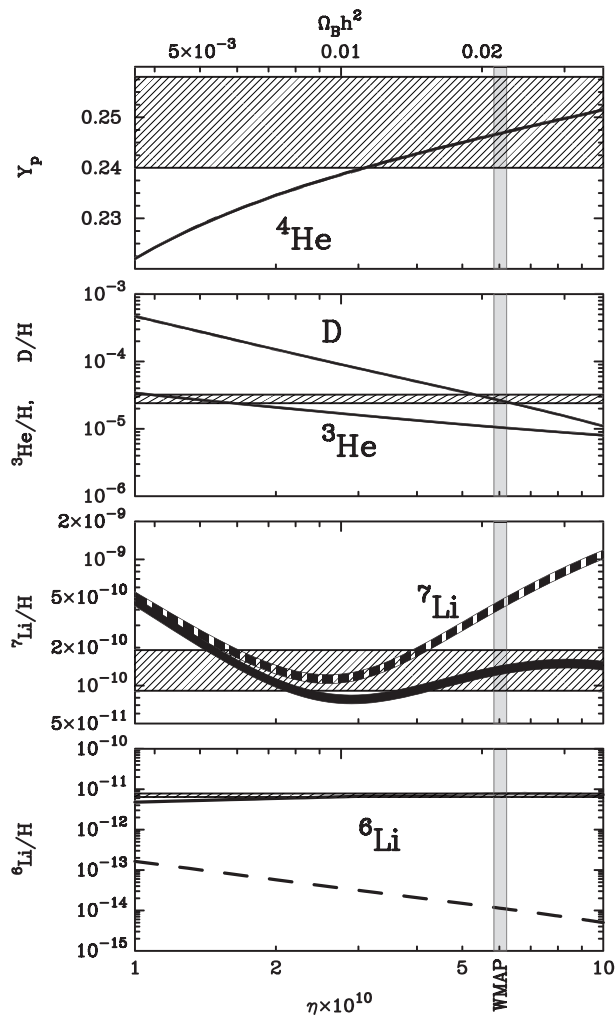 Ω_B h²
5×10⁻³ 0.01 0.02
Y_p
0.25
0.24
0.23
⁴He
³He/H, D/H
10⁻³
10⁻⁴
10⁻⁵
10⁻⁶
D
³He
⁷Li/H
2×10⁻⁹
10⁻⁹
5×10⁻¹⁰
2×10⁻¹⁰
10⁻¹⁰
5×10⁻¹¹
⁷Li
⁶Li/H
10⁻¹⁰
10⁻¹¹
10⁻¹²
10⁻¹³
10⁻¹⁴
10⁻¹⁵
⁶Li
1 2 5 10
WMAP
η×10¹⁰